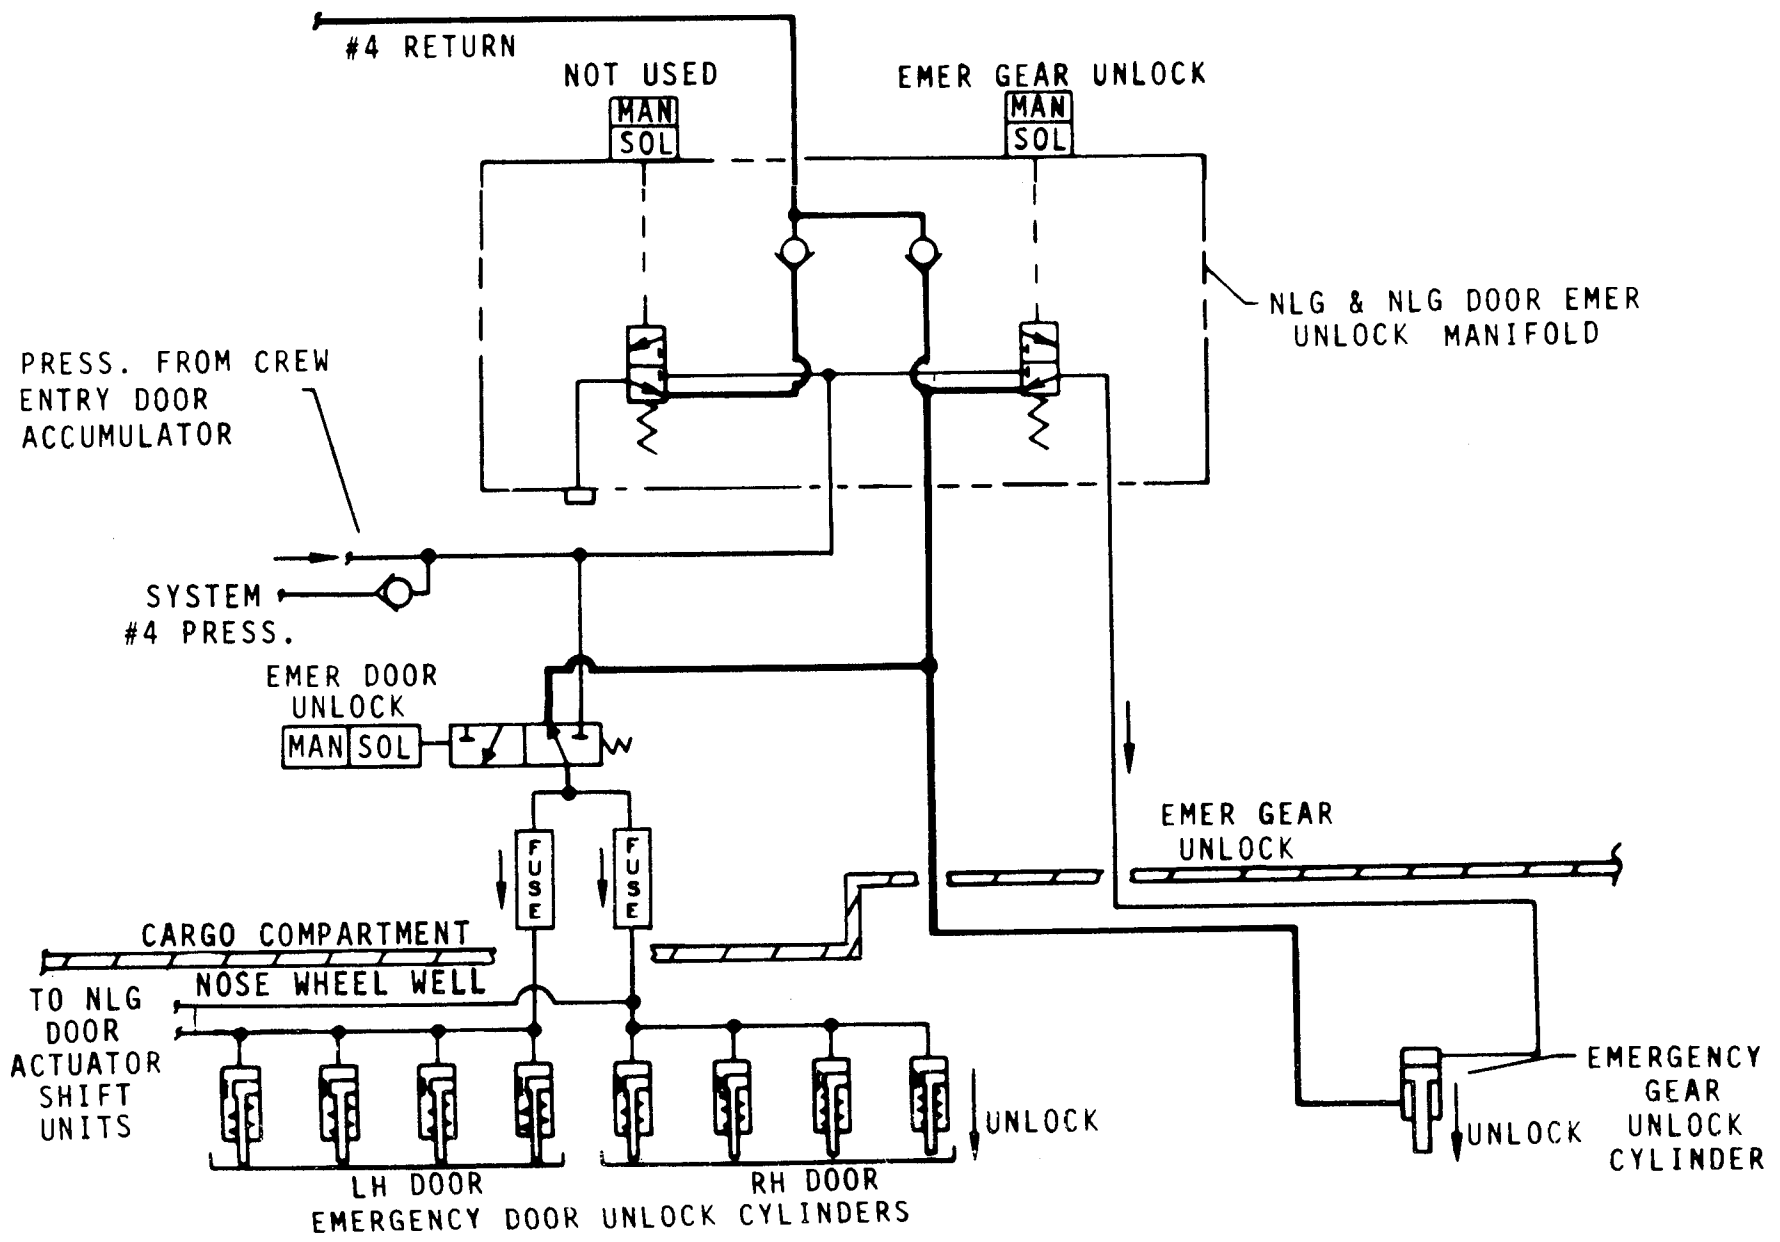 #4 RETURN
NOT USED
EMER GEAR UNLOCK
MAN
SOL
MAN
SOL
NLG & NLG DOOR EMER
UNLOCK MANIFOLD
PRESS. FROM CREW
ENTRY DOOR
ACCUMULATOR
SYSTEM
#4 PRESS.
EMER DOOR
UNLOCK
MAN SOL
FUSE
FUSE
EMER GEAR
UNLOCK
CARGO COMPARTMENT
NOSE WHEEL WELL
TO NLG
DOOR
ACTUATOR
SHIFT
UNITS
UNLOCK
UNLOCK
EMERGENCY
GEAR
UNLOCK
CYLINDER
LH DOOR
RH DOOR
EMERGENCY DOOR UNLOCK CYLINDERS